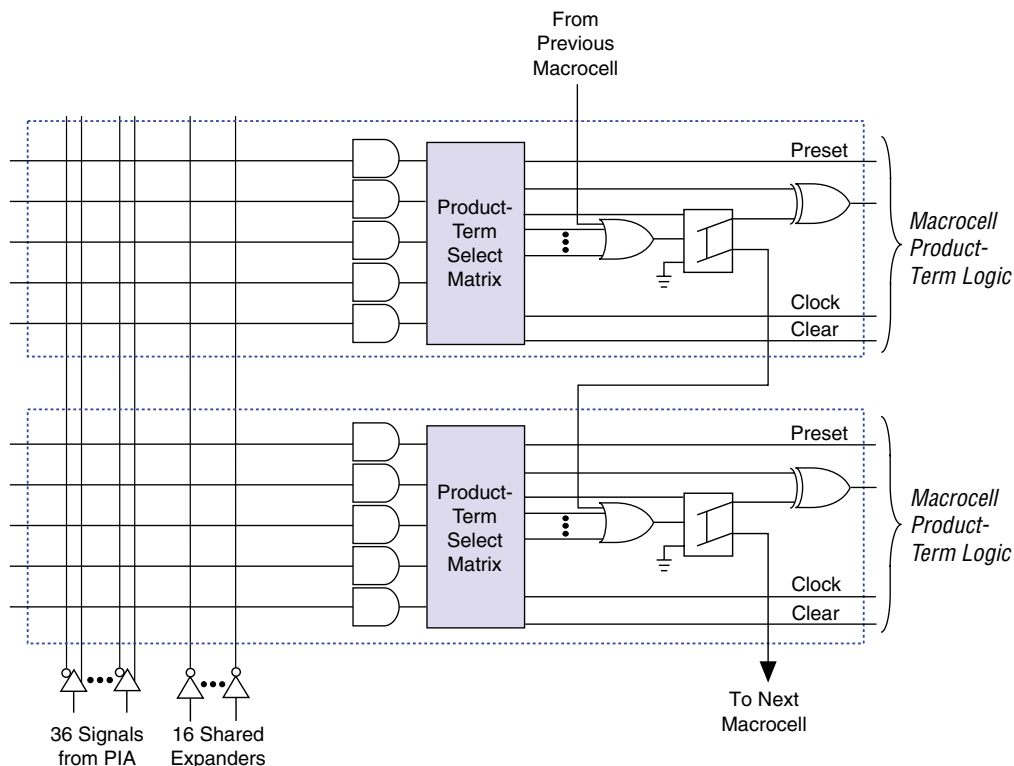 From
Previous
Macrocell
Preset
Product-
Term
Select
Matrix
Macrocell
Product-
Term Logic
Clock
Clear
Preset
Product-
Term
Select
Matrix
Macrocell
Product-
Term Logic
Clock
Clear
36 Signals
from PIA
16 Shared
Expanders
To Next
Macrocell